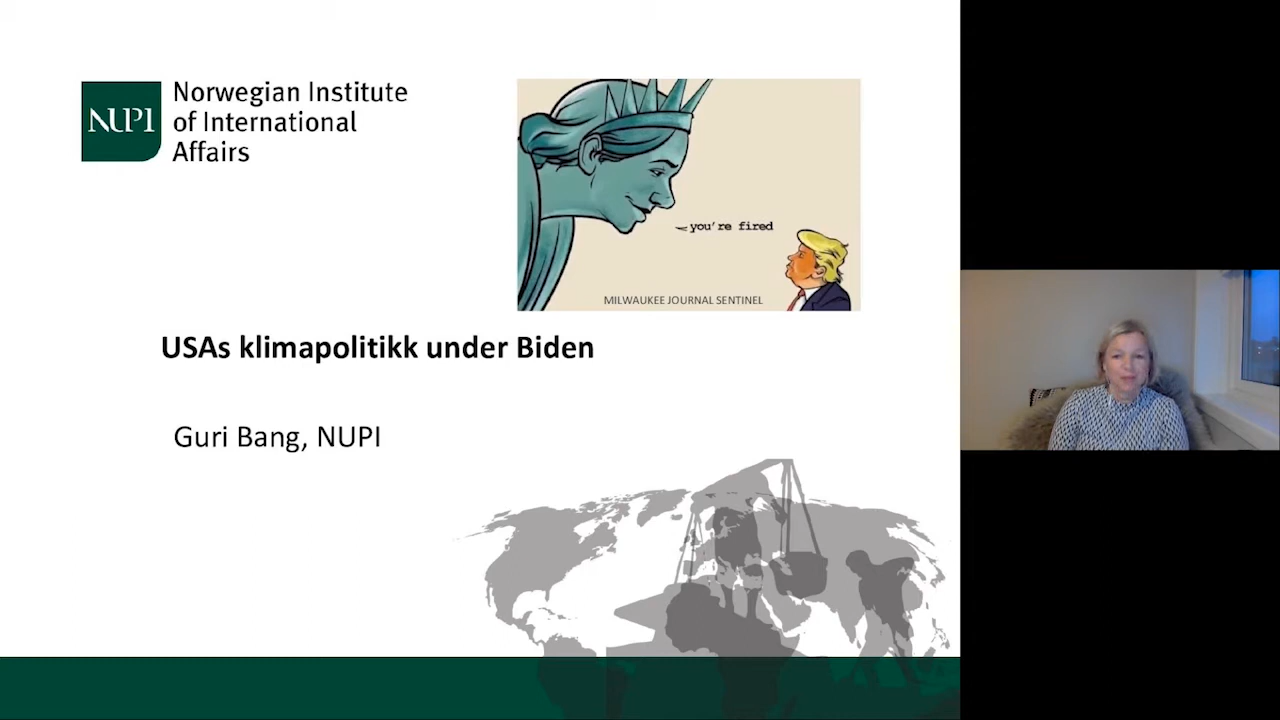 NUPI
Norwegian Institute
of International
Affairs
you're fired
MILWAUKEE JOURNAL SENTINEL
USAs klimapolitikk under Biden
Guri Bang, NUPI